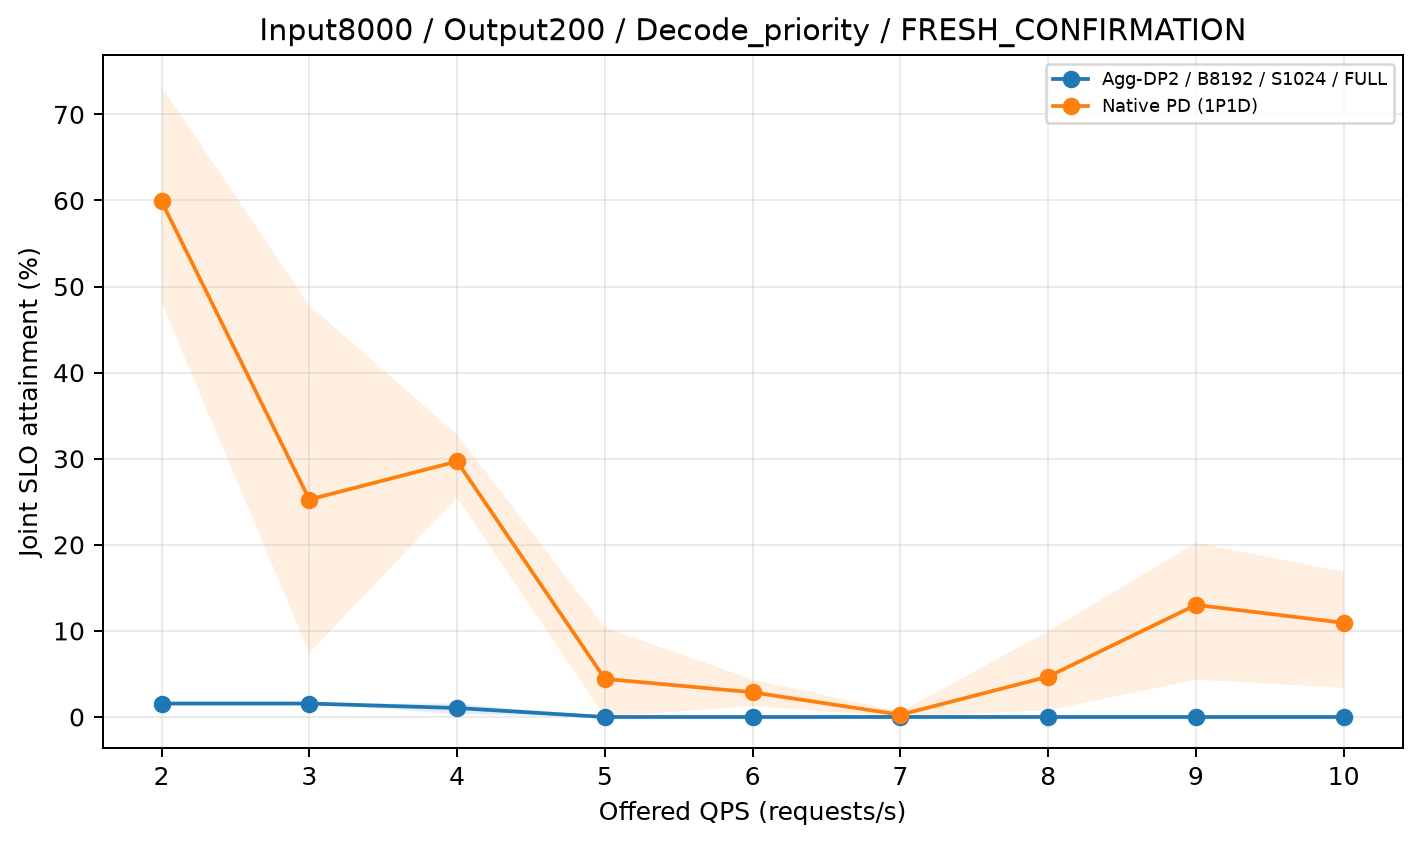 Input8000 / Output200 / Decode_priority / FRESH_CONFIRMATION
Agg-DP2 / B8192 / S1024 / FULL
Native PD (1P1D)
Joint SLO attainment (%)
70
60
50
40
30
20
10
0
2 3 4 5 6 7 8 9 10
Offered QPS (requests/s)